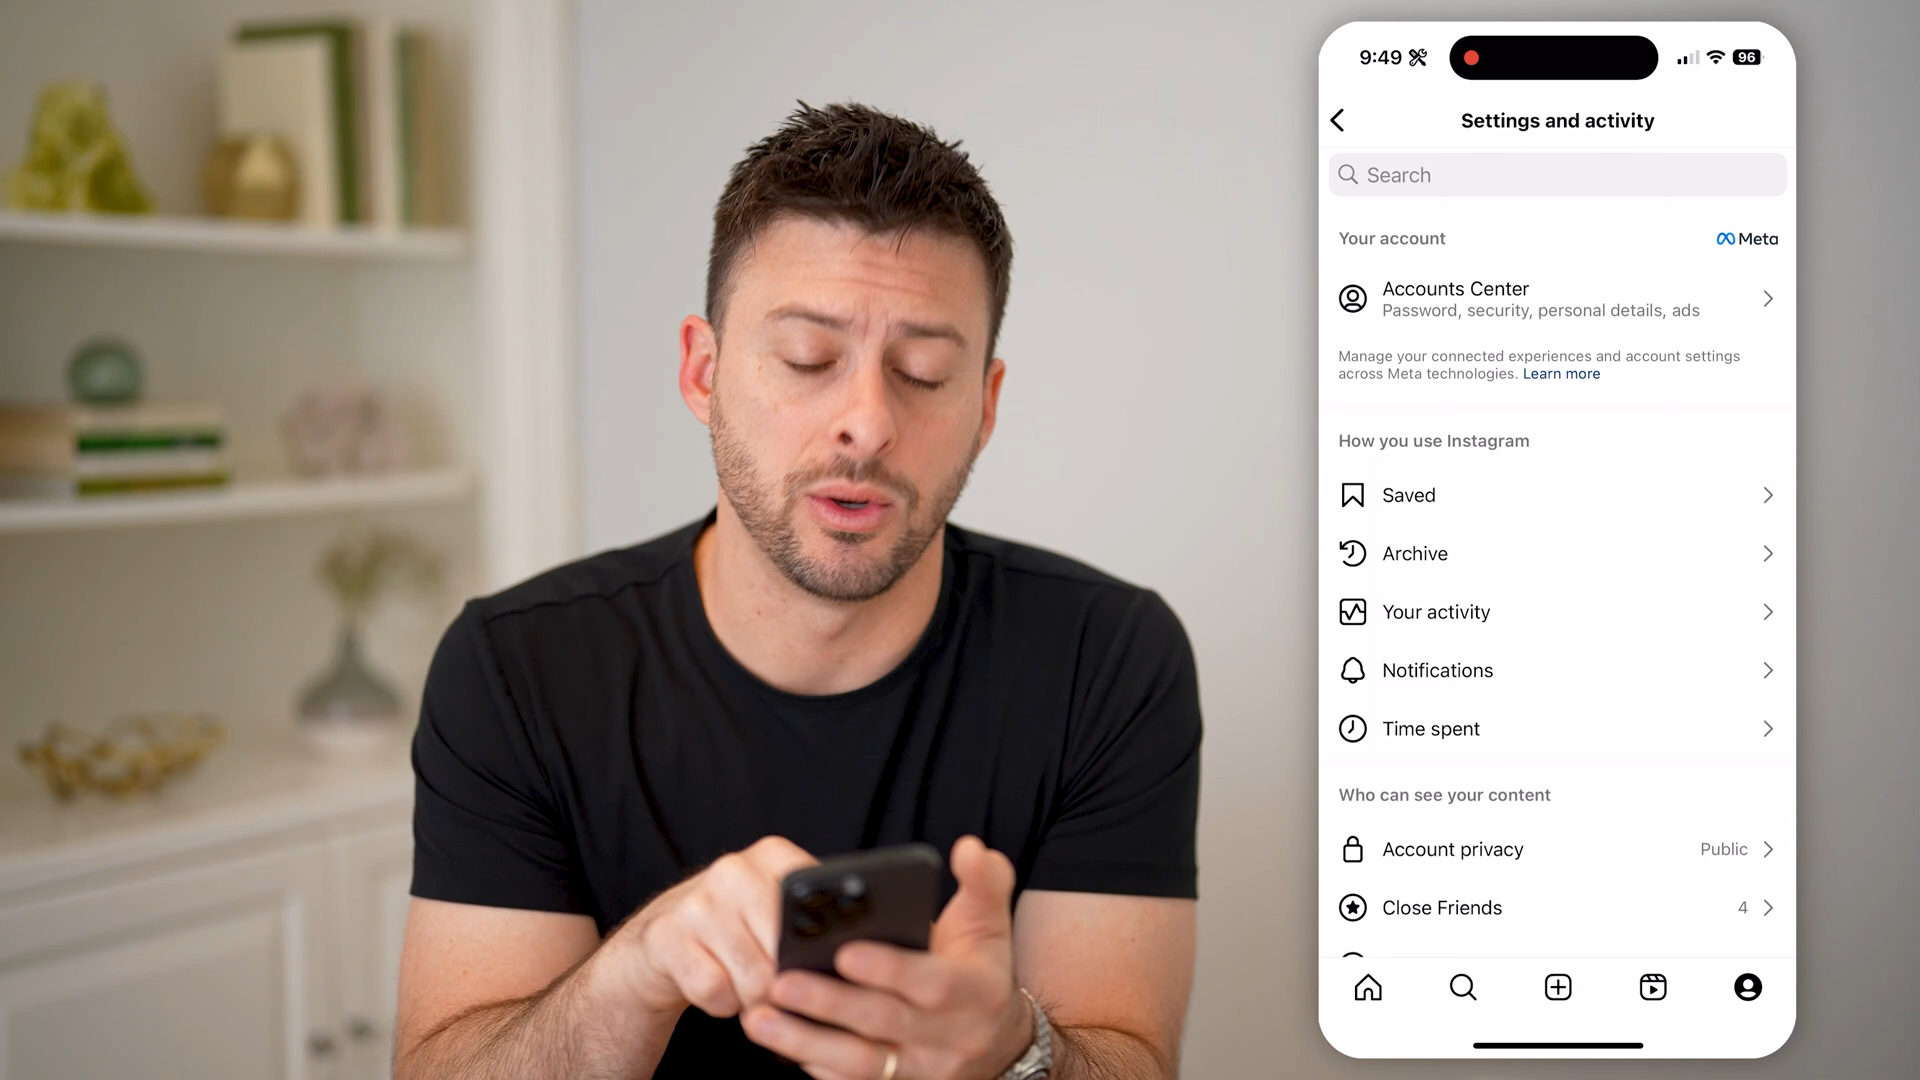 9:49
96
Settings and activity
Search
Your account
Meta
Accounts Center
Password, security, personal details, ads
Manage your connected experiences and account settings
across Meta technologies. Learn more
How you use Instagram
Saved
Archive
Your activity
Notifications
Time spent
Who can see your content
Account privacy
Public
Close Friends
4